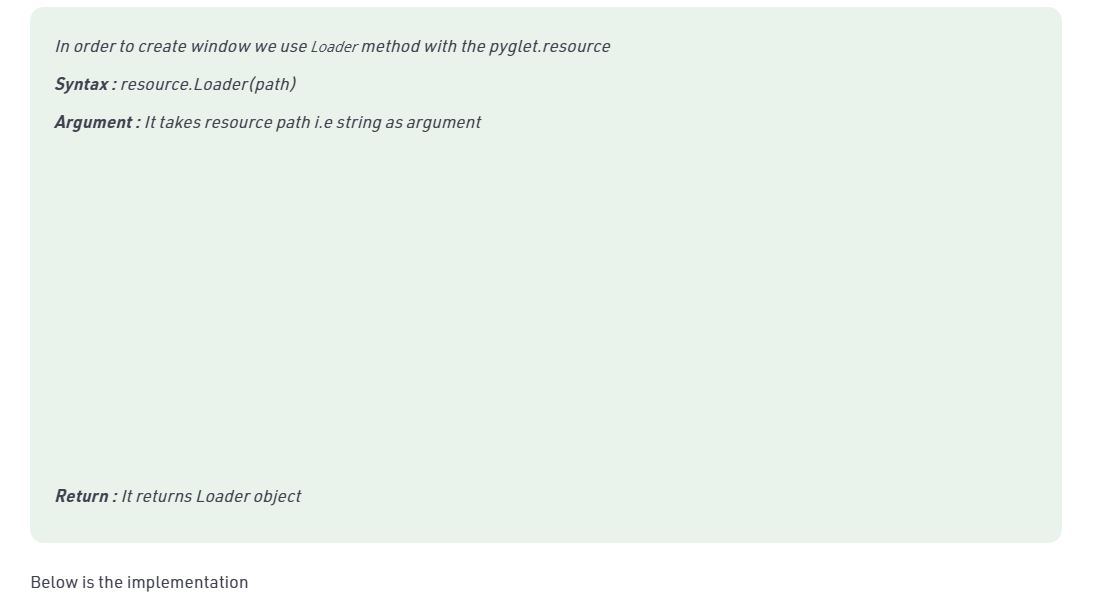 In order to create window we use Loader method with the pyglet.resource
Syntax : resource.Loader(path)
Argument : It takes resource path i.e string as argument
Return : It returns Loader object
Below is the implementation